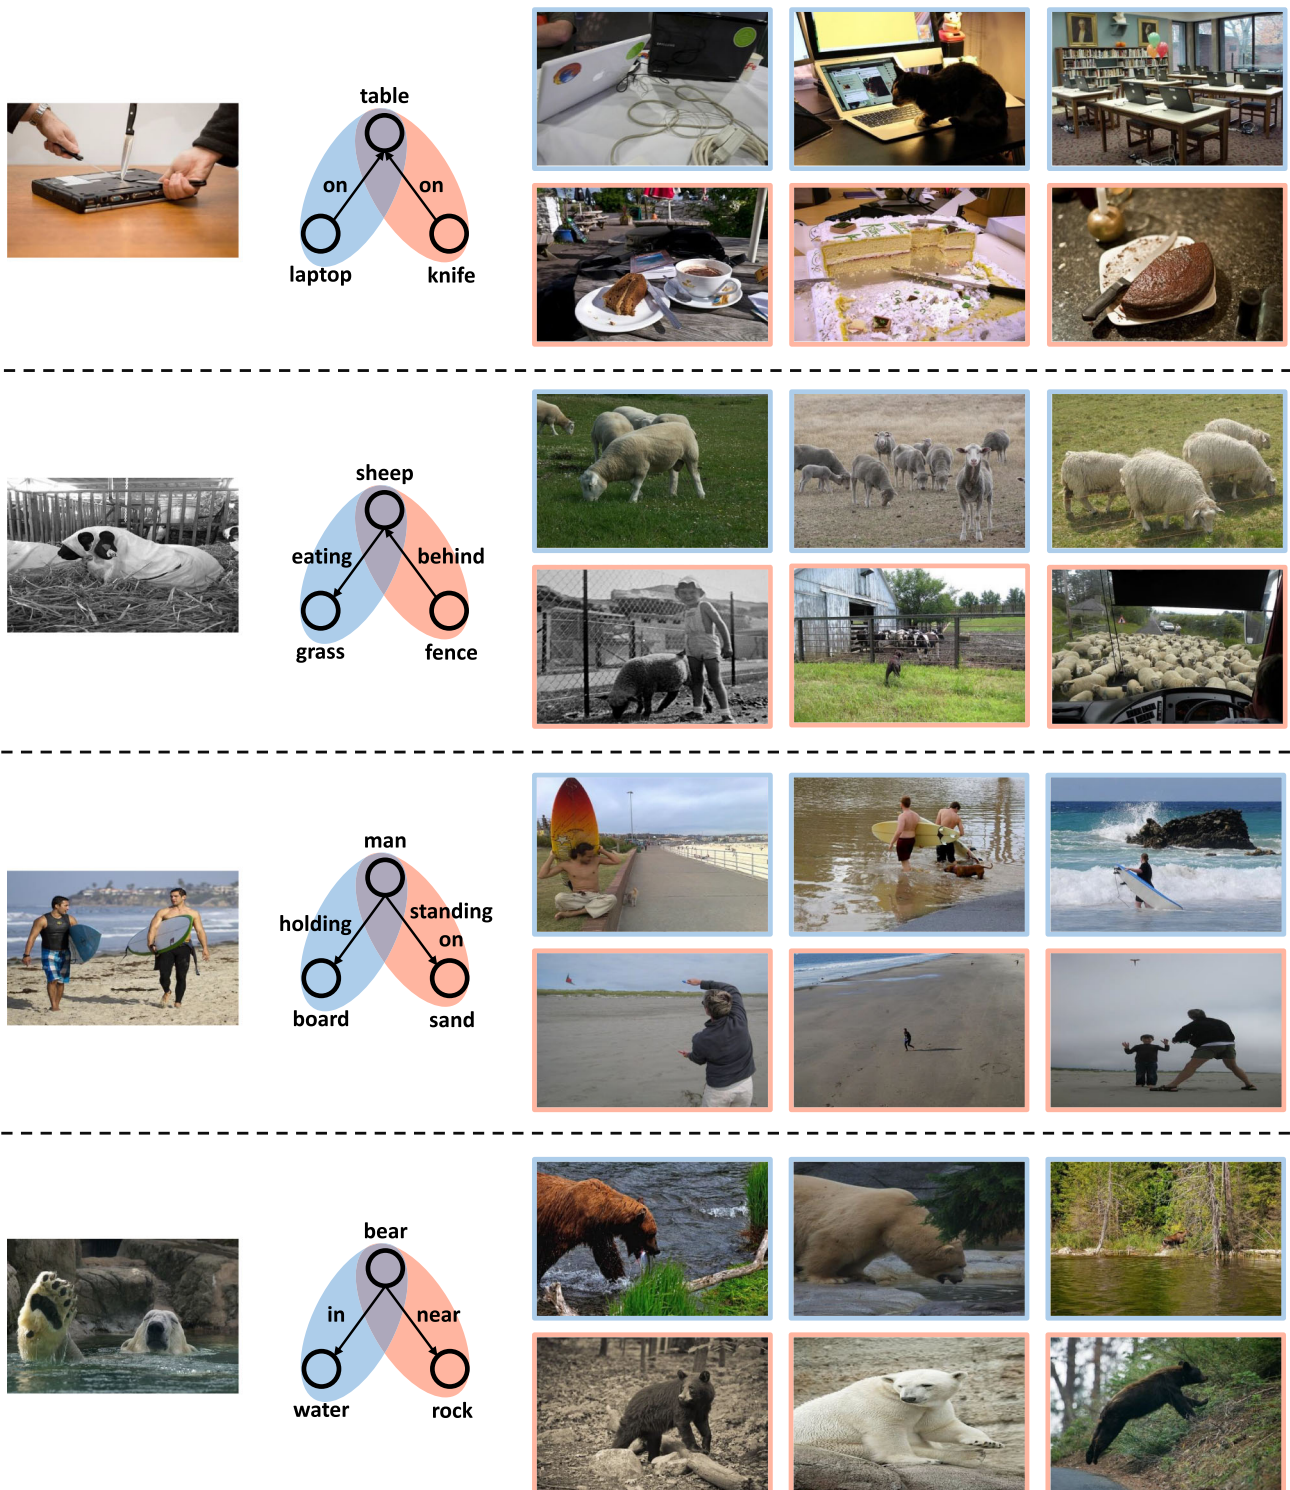 table
on
on
laptop
knife
sheep
eating
behind
grass
fence
man
holding
standing
on
board
sand
bear
in
near
water
rock